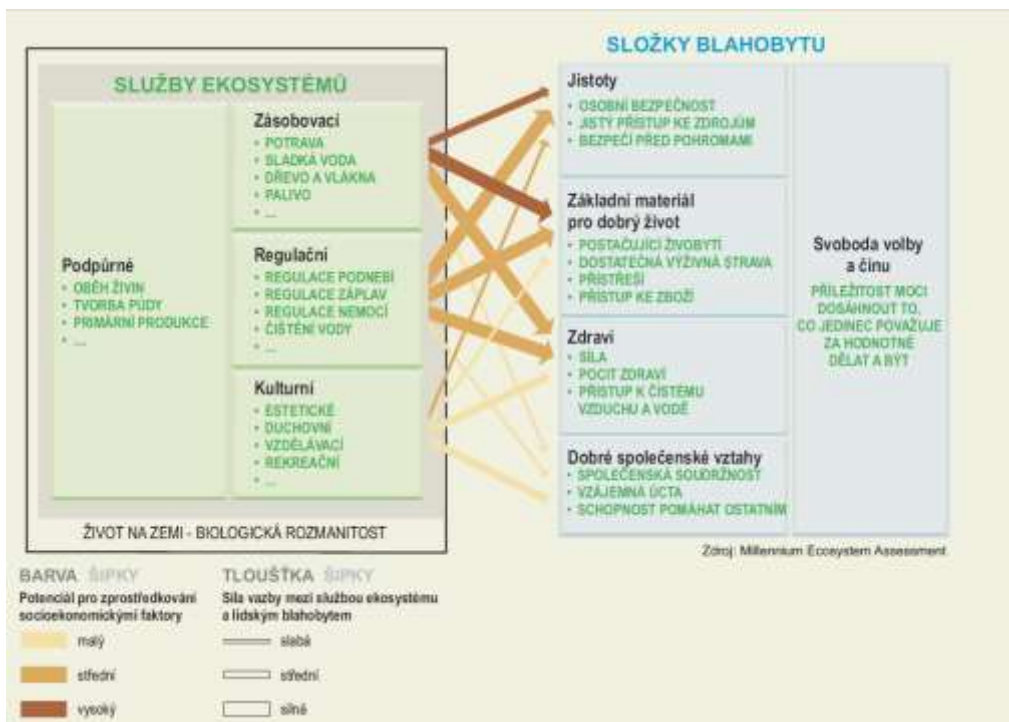 SLOŽKY BLAHOBYTU
SLUŽBY EKOSYSTÉMŮ
Podpůrné
• OBĚH ŽIVIN
• TVORBA PŮDY
• PRIMÁRNÍ PRODUKCE
• ...
Zásobovací
• POTRAVA
• SLADKÁ VODA
• DŘEVO A VLÁKNA
• PALIVO
• ...
Regulační
• REGULACE PODNEBÍ
• REGULACE ZÁPLAV
• REGULACE NEMOCÍ
• ČIŠTĚNÍ VODY
• ...
Kulturní
• ESTETICKÉ
• DUCHOVNÍ
• VZDĚLÁVACÍ
• REKREAČNÍ
• ...
ŽIVOT NA ZEMI - BIOLOGICKÁ ROZMANITOST
Jistoty
• OSOBNÍ BEZPEČNOST
• JISTÝ PŘÍSTUP KE ZDROJŮM
• BEZPEČÍ PŘED POHROMAMI
Základní materiál
pro dobrý život
• POSTAČUJÍCÍ ŽIVOBYTÍ
• DOSTATEČNÁ VÝŽIVNÁ STRAVA
• PŘÍSTŘEŠÍ
• PŘÍSTUP KE ZBOŽÍ
Zdraví
• SÍLA
• POCIT ZDRAVÍ
• PŘÍSTUP K ČISTÉMU
VZDUCHU A VODĚ
Dobré společenské vztahy
• SPOLEČENSKÁ SOUDRŽNOST
• VZÁJEMNÁ ÚCTA
• SCHOPNOST POMÁHAT OSTATNÍM
Svoboda volby
a činu
PŘÍLEŽITOST MOCI
DOSÁHNOUT TO,
CO JEDINEC POVAŽUJE
ZA HODNOTNÉ
DĚLAT A BÝT
Zdroj: Millennium Ecosystem Assessment
BARVA ŠIPKY
Potenciál pro zprostředkování
socioekonomickými faktory
malý
střední
vysoký
TLOUŠŤKA ŠIPKY
Síla vazby mezi službou ekosystému
a lidským blahobytem
slabá
střední
silná